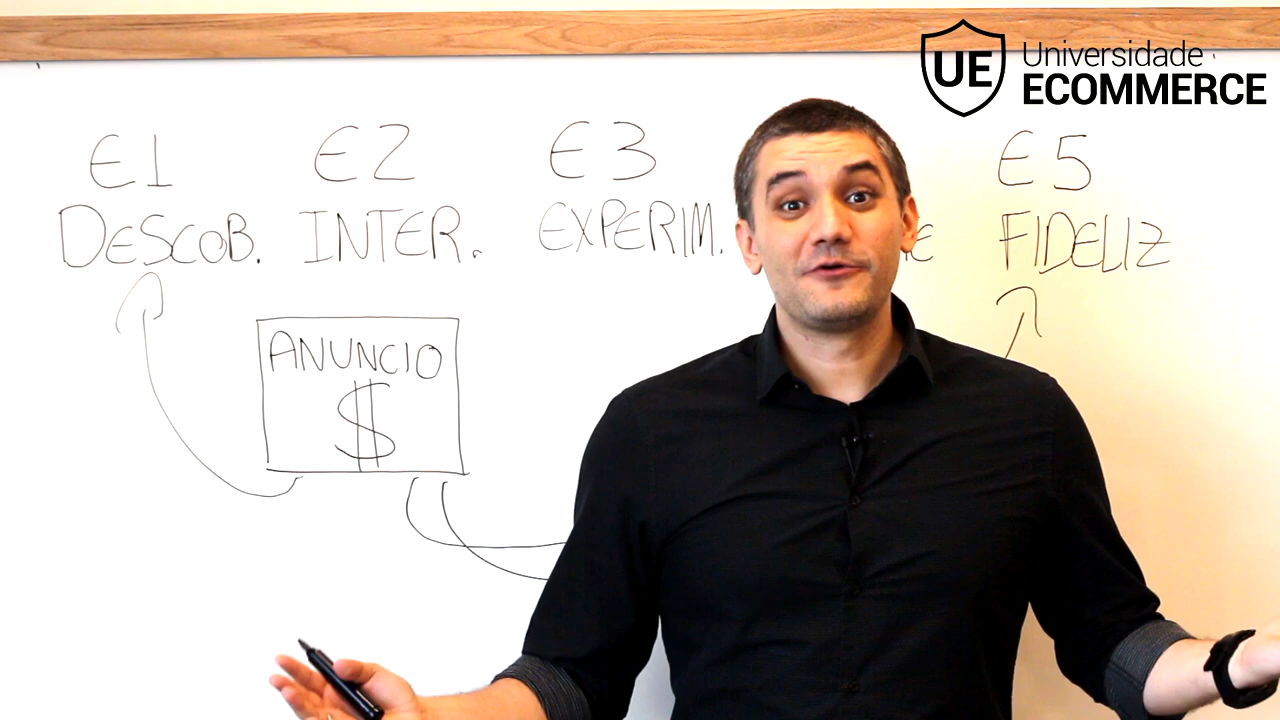 UE Universidade
ECOMMERCE
E1 E2 E3 E5
DESCOB. INTER. EXPERIM. FIDELIZ
ANUNCIO
$